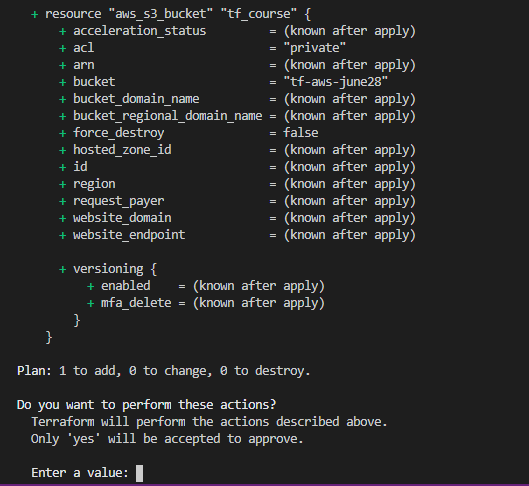 + resource "aws_s3_bucket" "tf_course" {
+ acceleration_status = (known after apply)
+ acl = "private"
+ arn = (known after apply)
+ bucket = "tf-aws-june28"
+ bucket_domain_name = (known after apply)
+ bucket_regional_domain_name = (known after apply)
+ force_destroy = false
+ hosted_zone_id = (known after apply)
+ id = (known after apply)
+ region = (known after apply)
+ request_payer = (known after apply)
+ website_domain = (known after apply)
+ website_endpoint = (known after apply)
+ versioning {
+ enabled = (known after apply)
+ mfa_delete = (known after apply)
}
}
Plan: 1 to add, 0 to change, 0 to destroy.
Do you want to perform these actions?
Terraform will perform the actions described above.
Only 'yes' will be accepted to approve.
Enter a value: